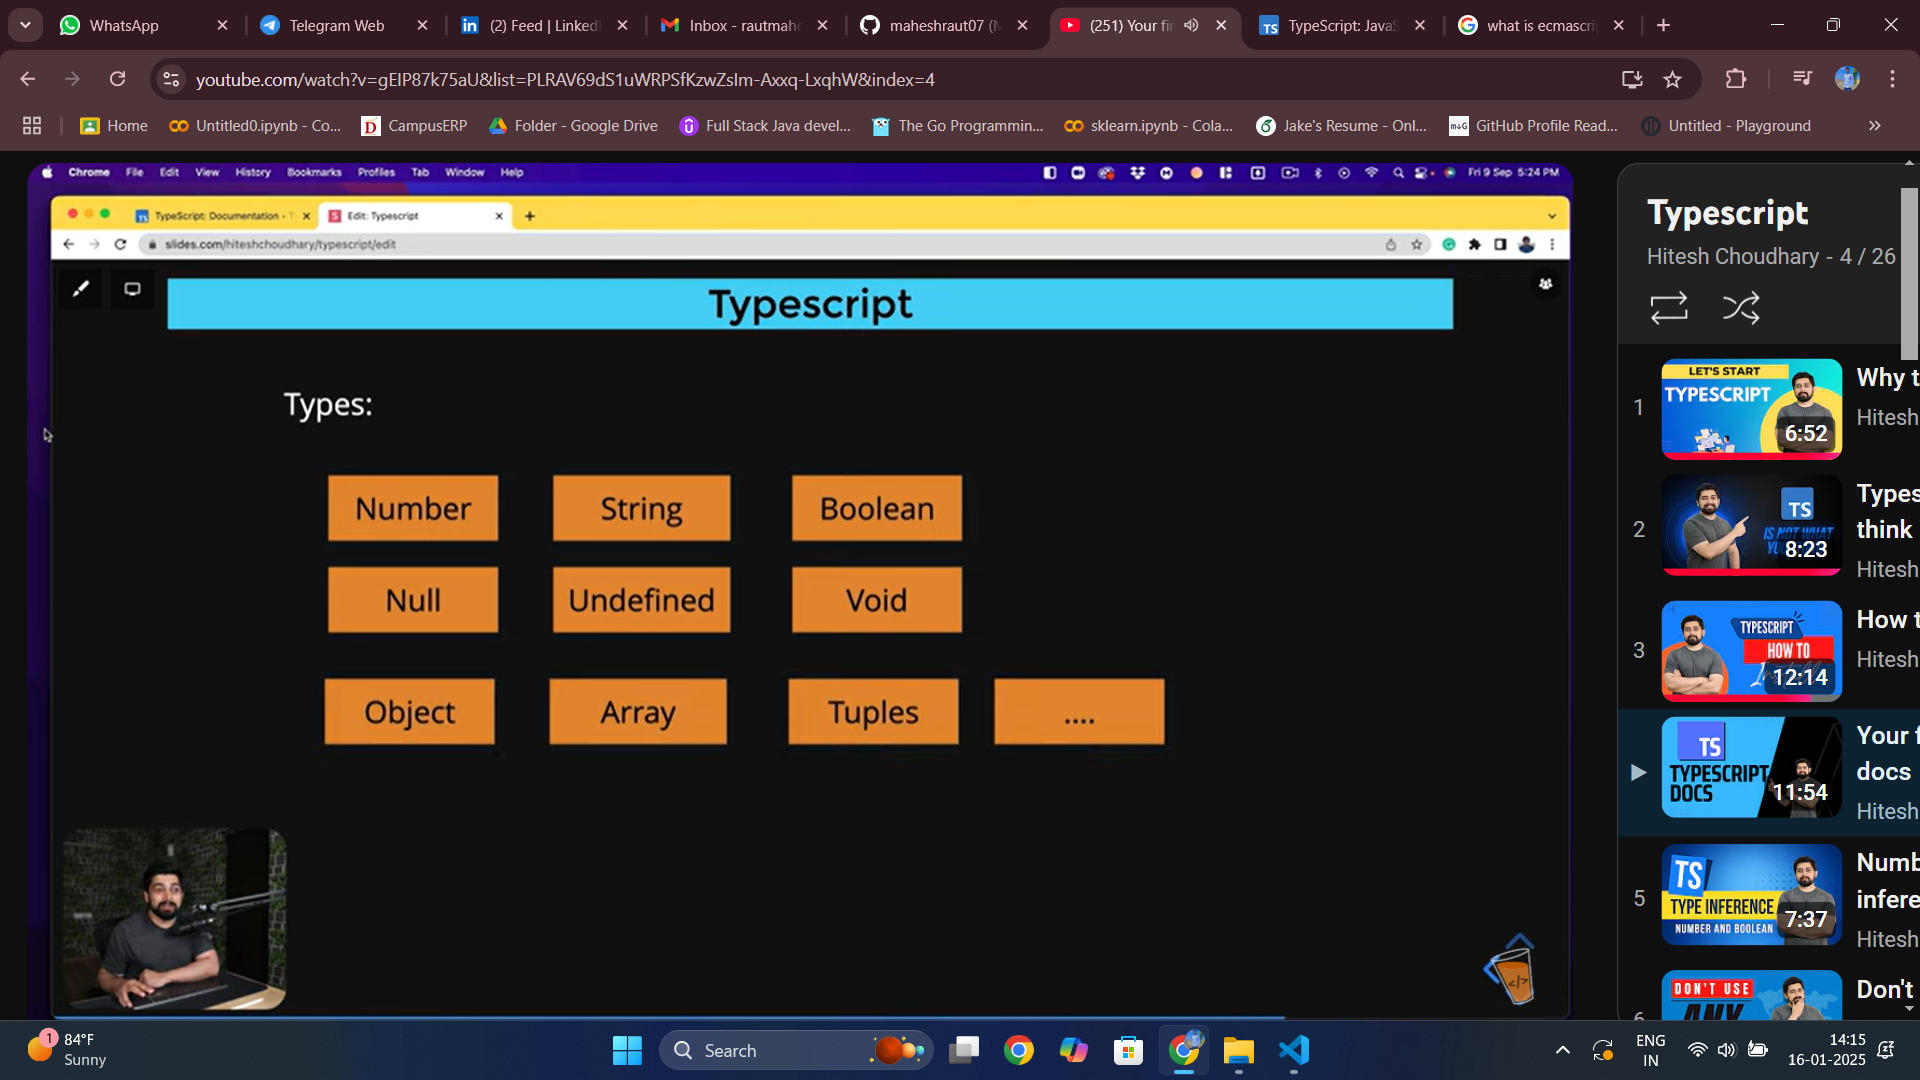 WhatsApp
Telegram Web
(2) Feed | LinkedI
Inbox - rautmahe
maheshraut07 (M
(251) Your fir
TypeScript: JavaS
what is ecmascri
youtube.com/watch?v=gEIP87k75aU&list=PLRAV69dS1uWRPSfKzwZsIm-Axxq-LxqhW&index=4
Home
Untitled0.ipynb - Co...
CampusERP
Folder - Google Drive
Full Stack Java devel...
The Go Programmin...
sklearn.ipynb - Cola...
Jake's Resume - Onl...
GitHub Profile Read...
Untitled - Playground
Chrome File Edit View History Bookmarks Profiles Tab Window Help
Fri 9 Sep 5:24 PM
TypeScript: Documentation - T
Edit: Typescript
slides.com/hiteshchoudhary/typescript/edit
Typescript
Types:
Number String Boolean
Null Undefined Void
Object Array Tuples ....
Typescript
Hitesh Choudhary - 4 / 26
1
LET'S START
TYPESCRIPT
6:52
Why t
Hitesh
2
TS
IS NOT WHAT
8:23
Types
think
Hitesh
3
TYPESCRIPT
HOW TO
12:14
How t
Hitesh
TS
TYPESCRIPT
DOCS
11:54
Your f
docs
Hitesh
5
TS
TYPE INFERENCE
NUMBER AND BOOLEAN
7:37
Numb
infere
Hitesh
6
DON'T USE
ANY
Don't
1
84°F
Sunny
Search
ENG
IN
14:15
16-01-2025